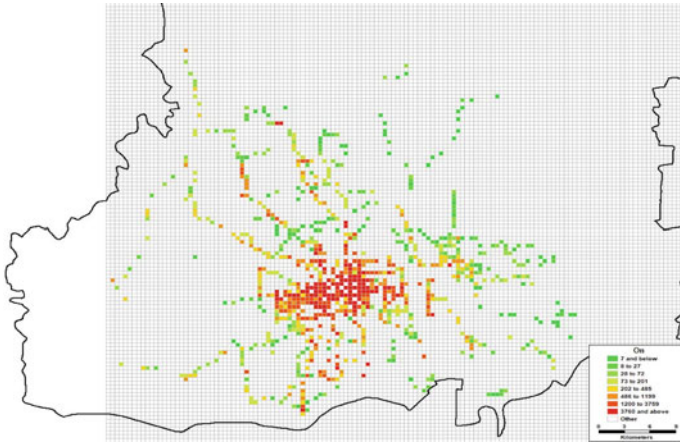 On
7 and below
8 to 27
28 to 72
73 to 201
202 to 485
486 to 1199
1200 to 3759
3760 and above
Other
Kilometers